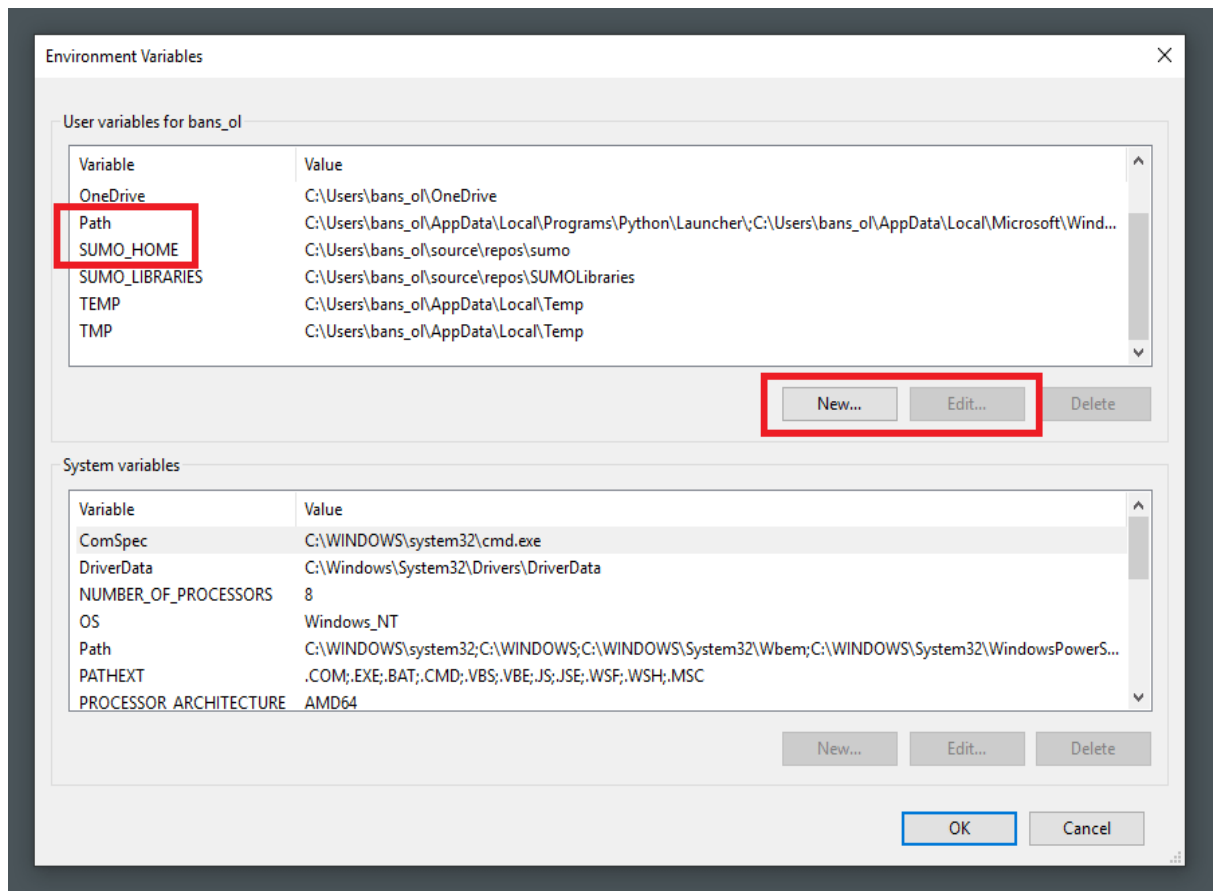 Environment Variables
User variables for bans_ol
Variable Value
OneDrive C:\Users\bans_ol\OneDrive
Path C:\Users\bans_ol\AppData\Local\Programs\Python\Launcher\;C:\Users\bans_ol\AppData\Local\Microsoft\Wind...
SUMO_HOME C:\Users\bans_ol\source\repos\sumo
SUMO_LIBRARIES C:\Users\bans_ol\source\repos\SUMOLibraries
TEMP C:\Users\bans_ol\AppData\Local\Temp
TMP C:\Users\bans_ol\AppData\Local\Temp
New... Edit... Delete
System variables
Variable Value
ComSpec C:\WINDOWS\system32\cmd.exe
DriverData C:\Windows\System32\Drivers\DriverData
NUMBER_OF_PROCESSORS 8
OS Windows_NT
Path C:\WINDOWS\system32;C:\WINDOWS;C:\WINDOWS\System32\Wbem;C:\WINDOWS\System32\WindowsPowerS...
PATHEXT .COM;.EXE;.BAT;.CMD;.VBS;.VBE;.JS;.JSE;.WSF;.WSH;.MSC
PROCESSOR_ARCHITECTURE AMD64
New... Edit... Delete
OK Cancel